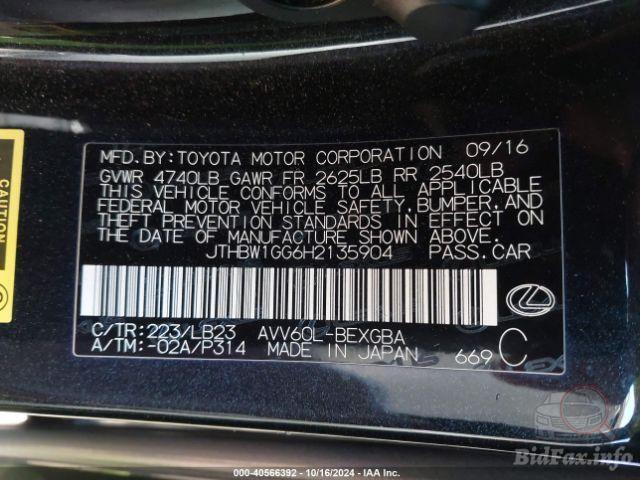 MFD.BY:TOYOTA MOTOR CORPORATION 09/16
GVWR 4740LB GAWR FR 2625LB RR 2540LB
THIS VEHICLE CONFORMS TO ALL APPLICABLE
FEDERAL MOTOR VEHICLE SAFETY, BUMPER, AND
THEFT PREVENTION STANDARDS IN EFFECT ON
THE DATE OF MANUFACTURE SHOWN ABOVE.
JTHBW1GG6H2135904 PASS.CAR
C/TR:223/LB23 AVV60L-BEXGBA
A/TM:-02A/P314 MADE IN JAPAN 669 C
CAUTION
BidFax.info
000-40566392 - 10/16/2024 - IAA Inc.